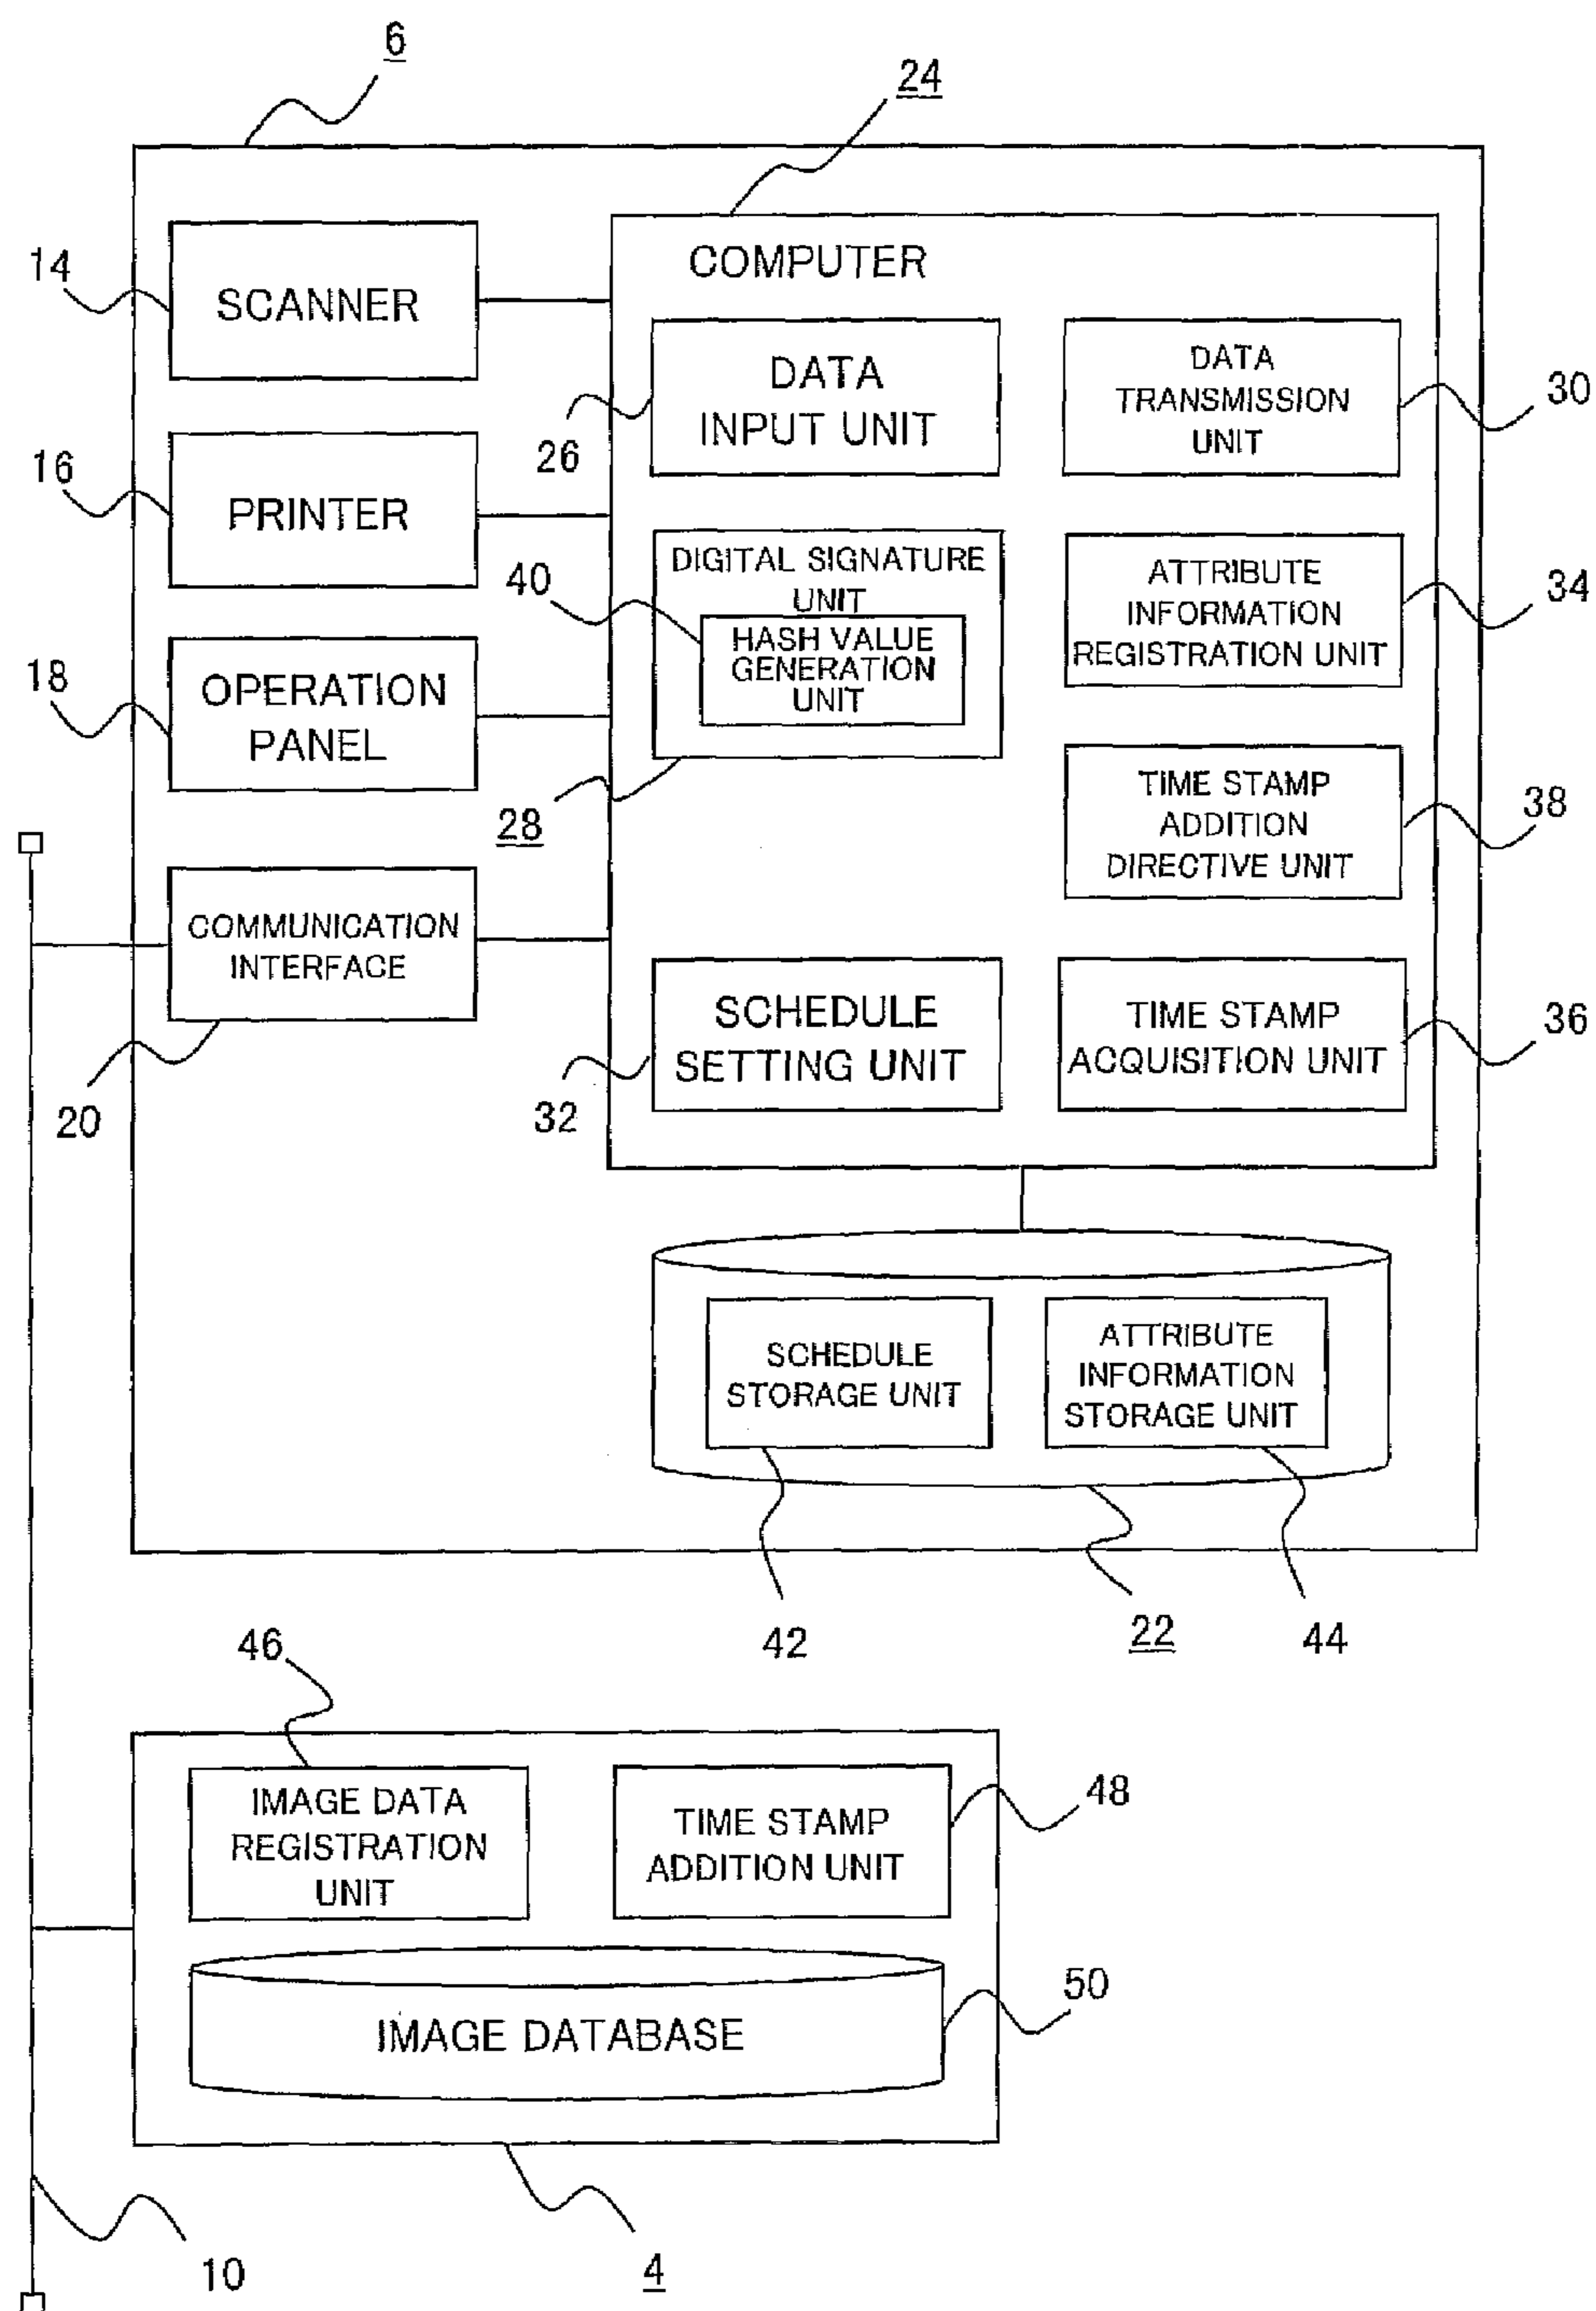 6
24
COMPUTER
14
SCANNER
DATA
INPUT UNIT
26
DATA
TRANSMISSION
UNIT
30
16
PRINTER
DIGITAL SIGNATURE
UNIT
40
HASH VALUE
GENERATION
UNIT
28
ATTRIBUTE
INFORMATION
REGISTRATION UNIT
34
18
OPERATION
PANEL
TIME STAMP
ADDITION
DIRECTIVE UNIT
38
COMMUNICATION
INTERFACE
20
SCHEDULE
SETTING UNIT
32
TIME STAMP
ACQUISITION UNIT
36
SCHEDULE
STORAGE UNIT
ATTRIBUTE
INFORMATION
STORAGE UNIT
42
22
44
46
IMAGE DATA
REGISTRATION
UNIT
TIME STAMP
ADDITION UNIT
48
IMAGE DATABASE
50
10
4